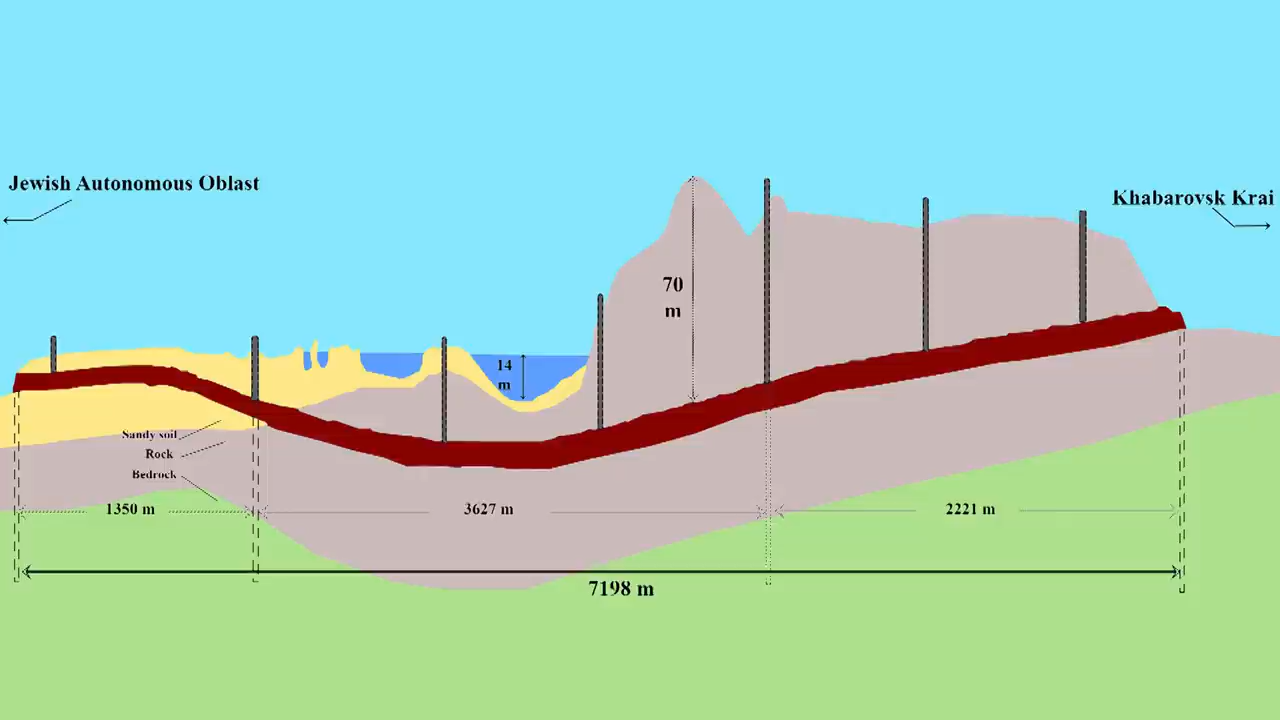 Jewish Autonomous Oblast
Khabarovsk Krai
70
m
14
m
Sandy soil
Rock
Bedrock
1350 m
3627 m
2221 m
7198 m